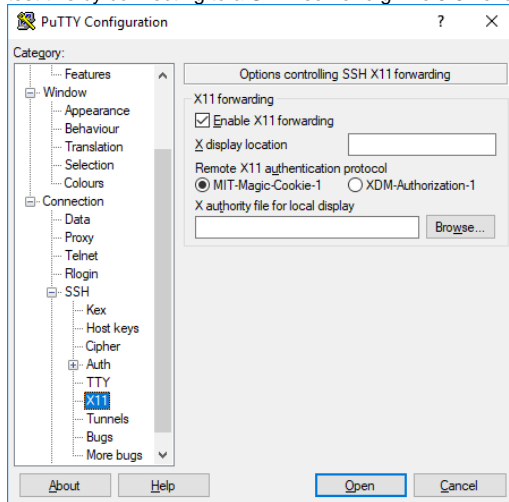 PuTTY Configuration
? ×
Category:
Features
Window
Appearance
Behaviour
Translation
Selection
Colours
Connection
Data
Proxy
Telnet
Rlogin
SSH
Kex
Host keys
Cipher
Auth
TTY
X11
Tunnels
Bugs
More bugs
Options controlling SSH X11 forwarding
X11 forwarding
Enable X11 forwarding
X display location
Remote X11 authentication protocol
MIT-Magic-Cookie-1 XDM-Authorization-1
X authority file for local display
Browse...
About Help Open Cancel